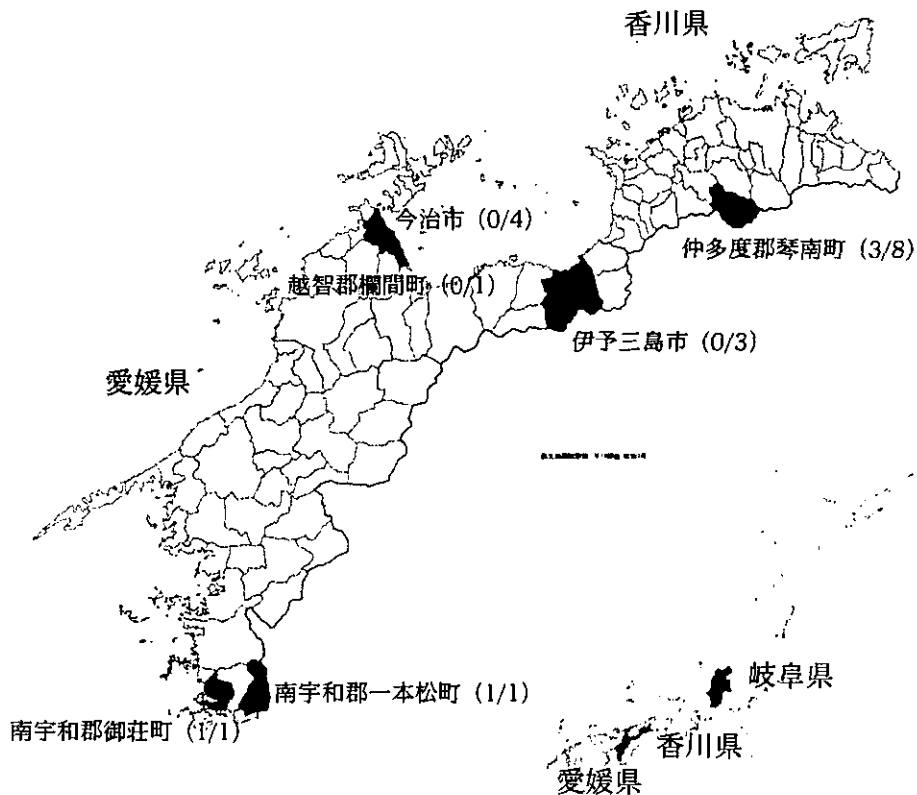 香川県
今治市 (0/4)
仲多度郡琴南町 (3/8)
越智郡欄間町 (0/1)
伊予三島市 (0/3)
愛媛県
南宇和郡一本松町 (1/1)
南宇和郡御荘町 (1/1)
岐阜県
香川県
愛媛県